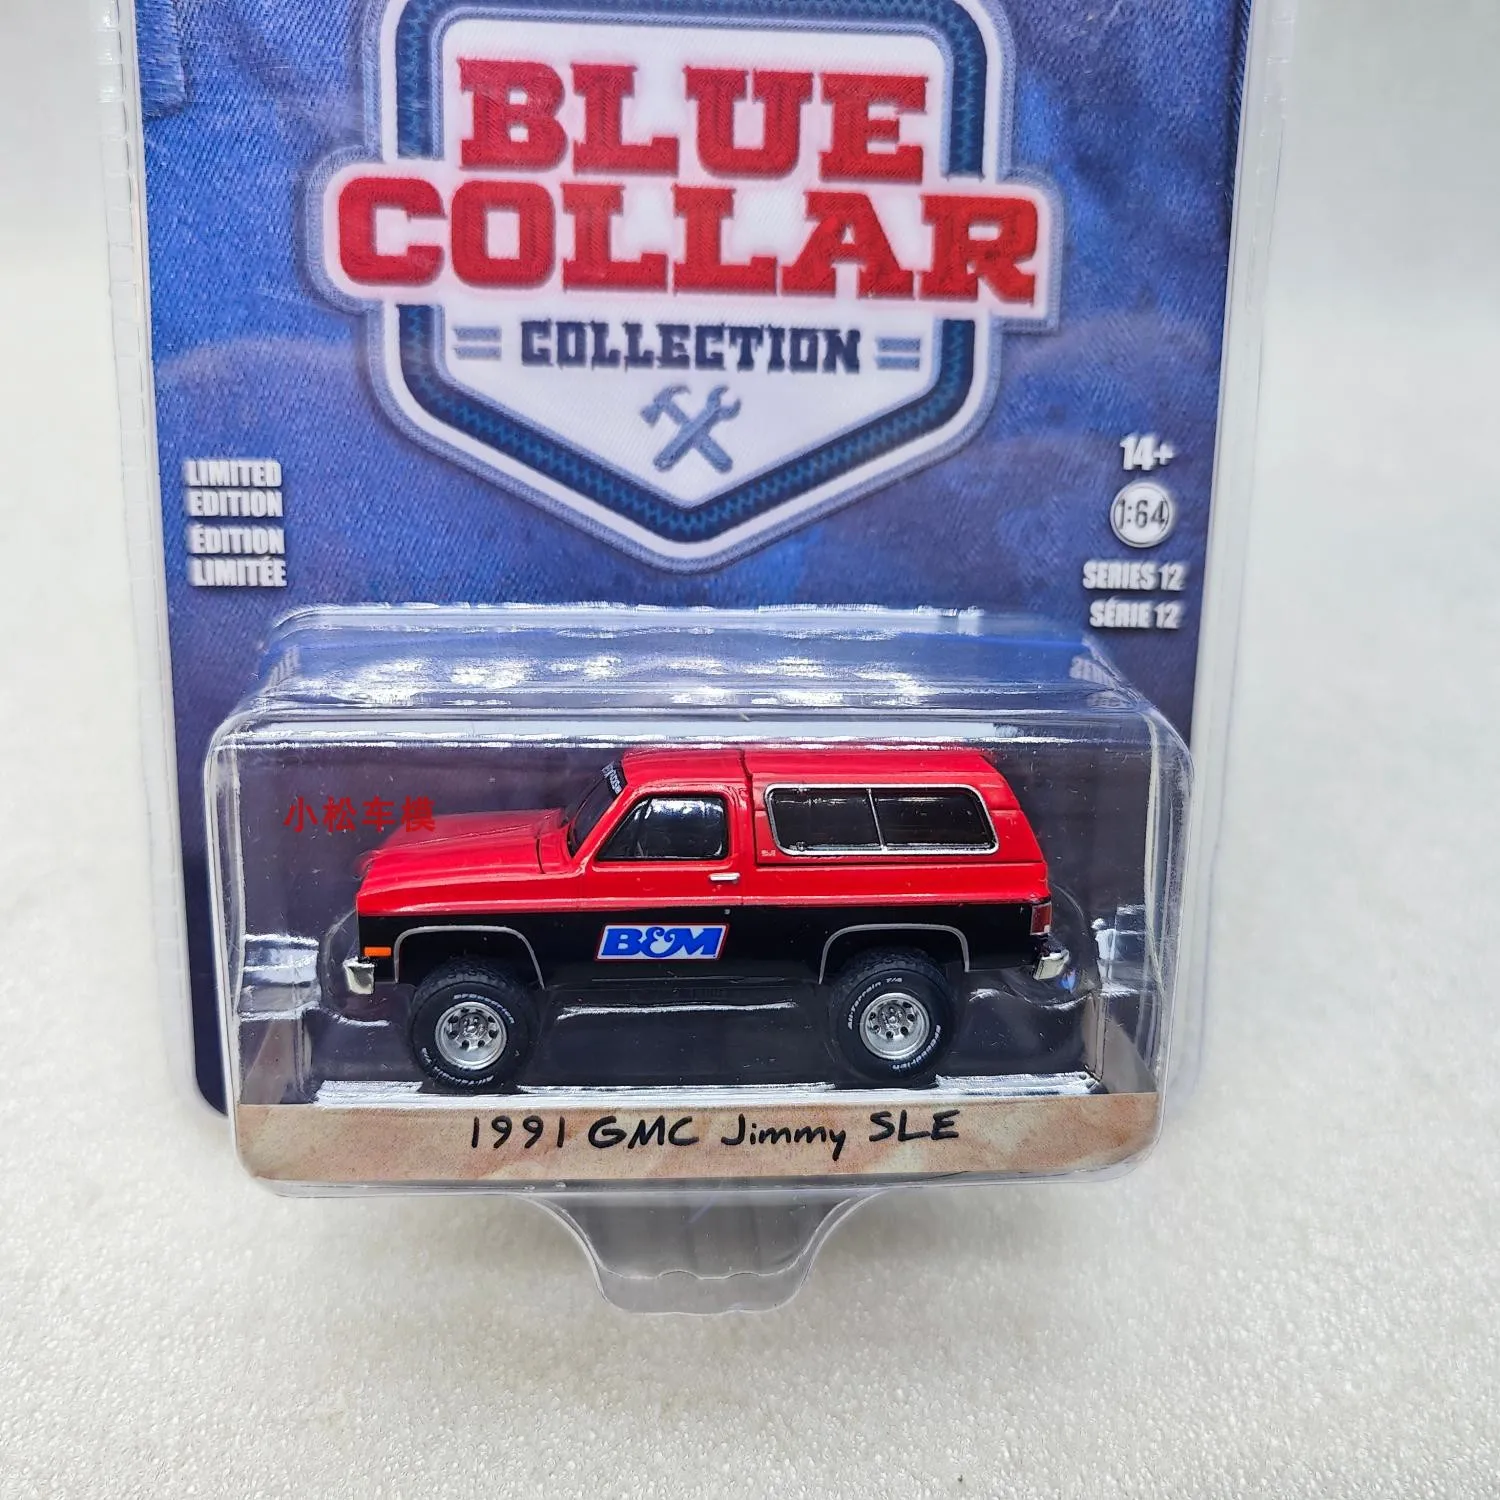 BLUE
COLLAR
COLLECTION
LIMITED
EDITION
ÉDITION
LIMITÉE
14+
1:64
SERIES 12
SÉRIE 12
小松车模
B&M
1991 GMC Jimmy SLE